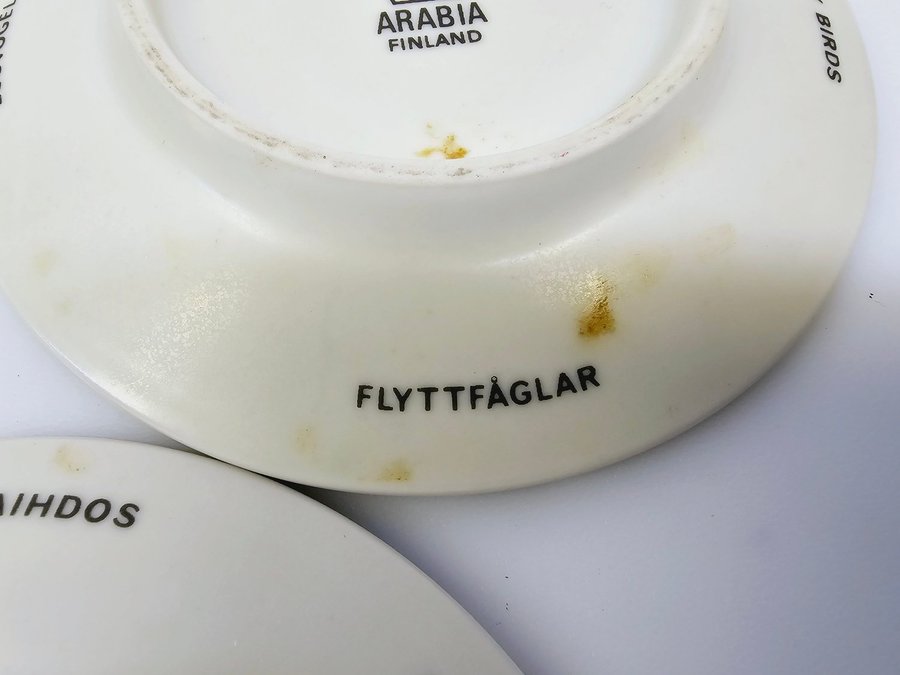 ARABIA
FINLAND
BIRDS
FLYTTFÅGLAR
AIHDOS